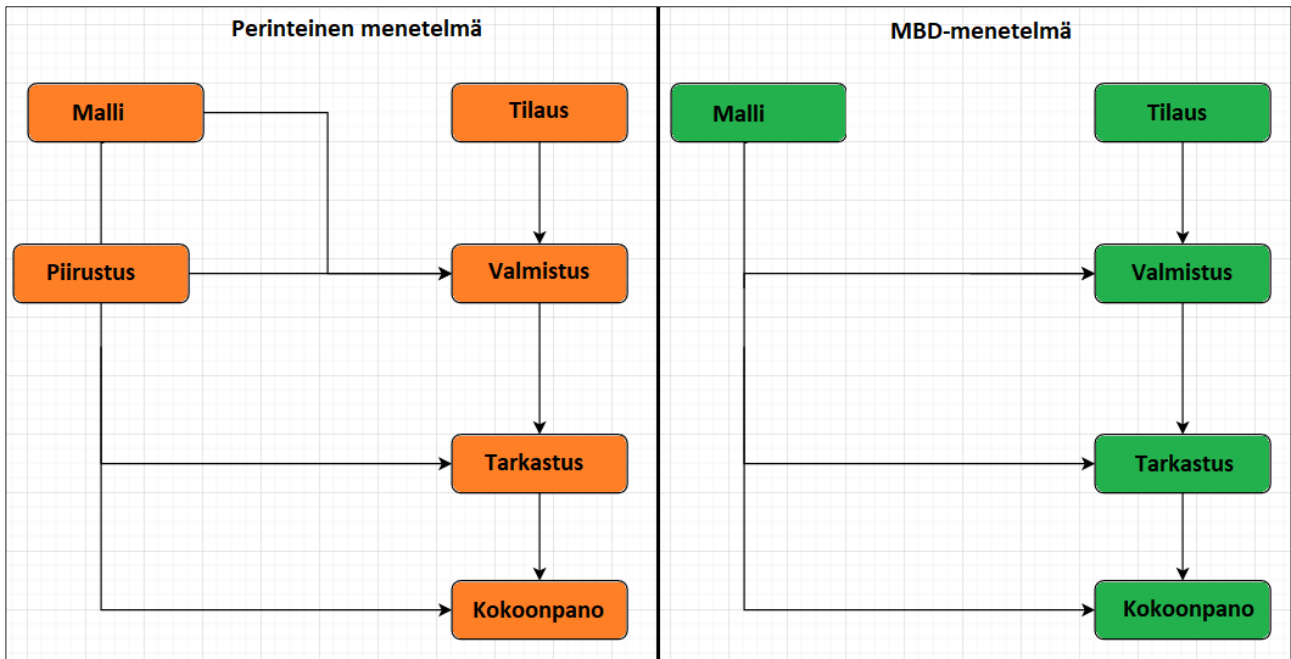 Perinteinen menetelmä
Malli
Tilaus
Piirustus
Valmistus
Tarkastus
Kokoonpano
MBD-menetelmä
Malli
Tilaus
Valmistus
Tarkastus
Kokoonpano